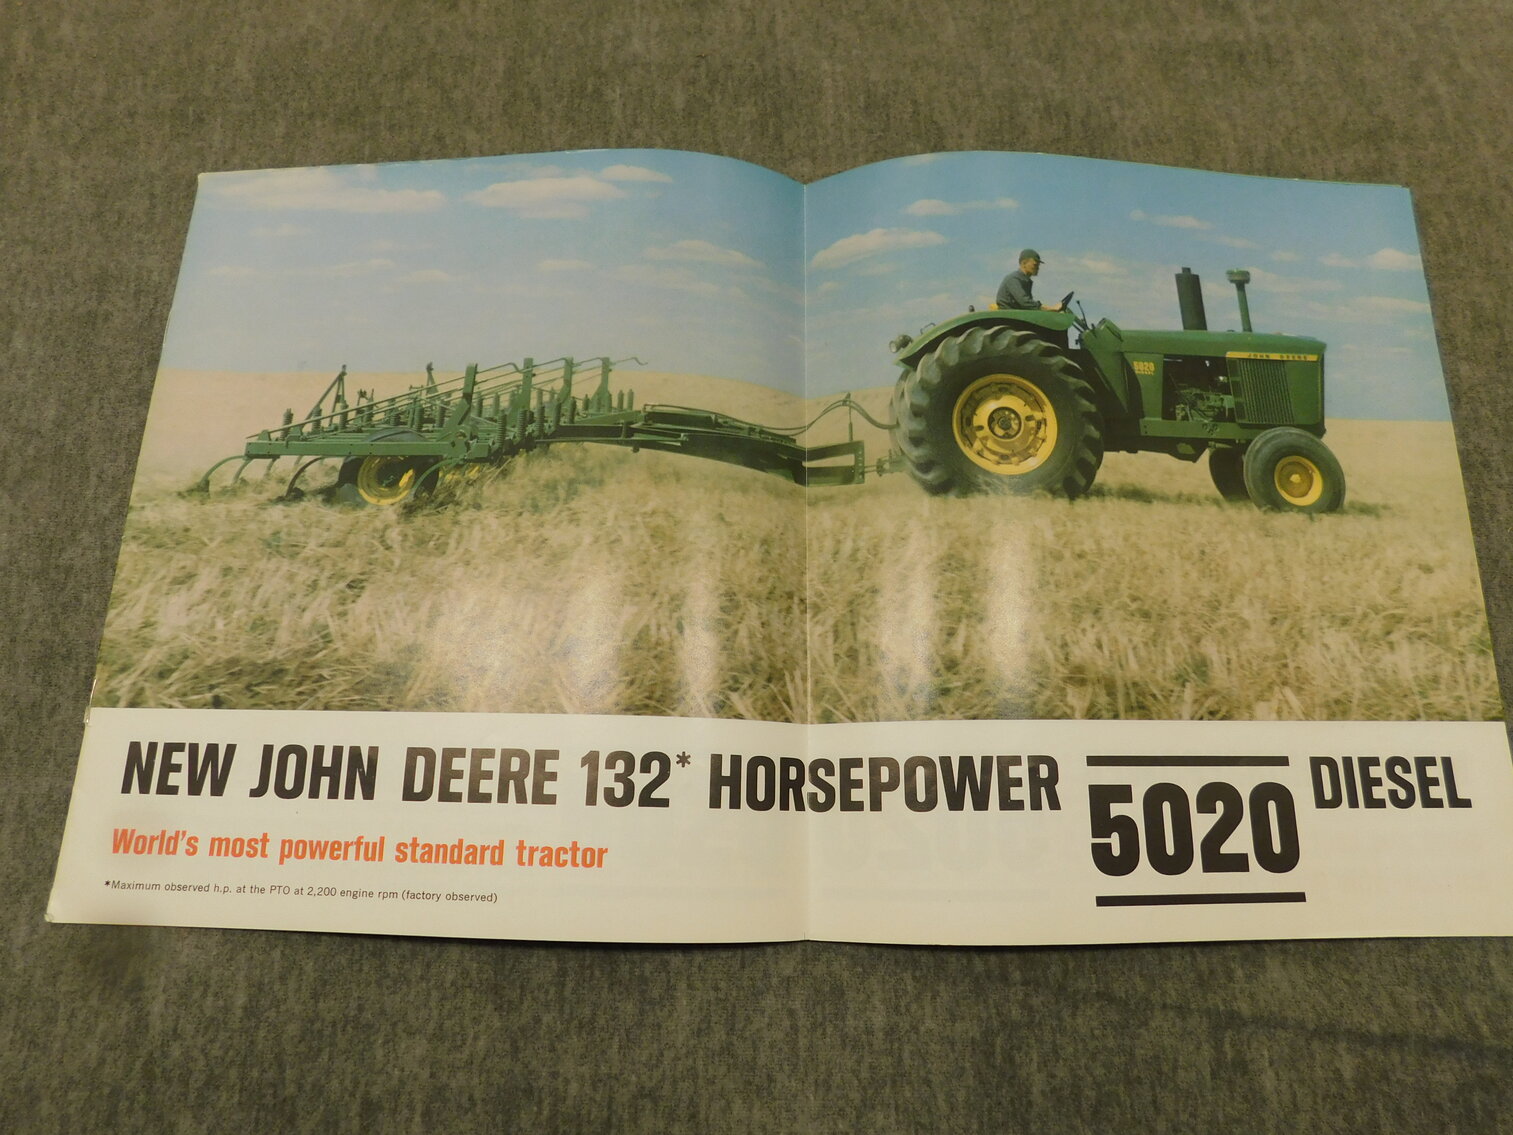 JOHN DEERE
5020
DIESEL
NEW JOHN DEERE 132* HORSEPOWER 5020 DIESEL
World's most powerful standard tractor
*Maximum observed h.p. at the PTO at 2,200 engine rpm (factory observed)